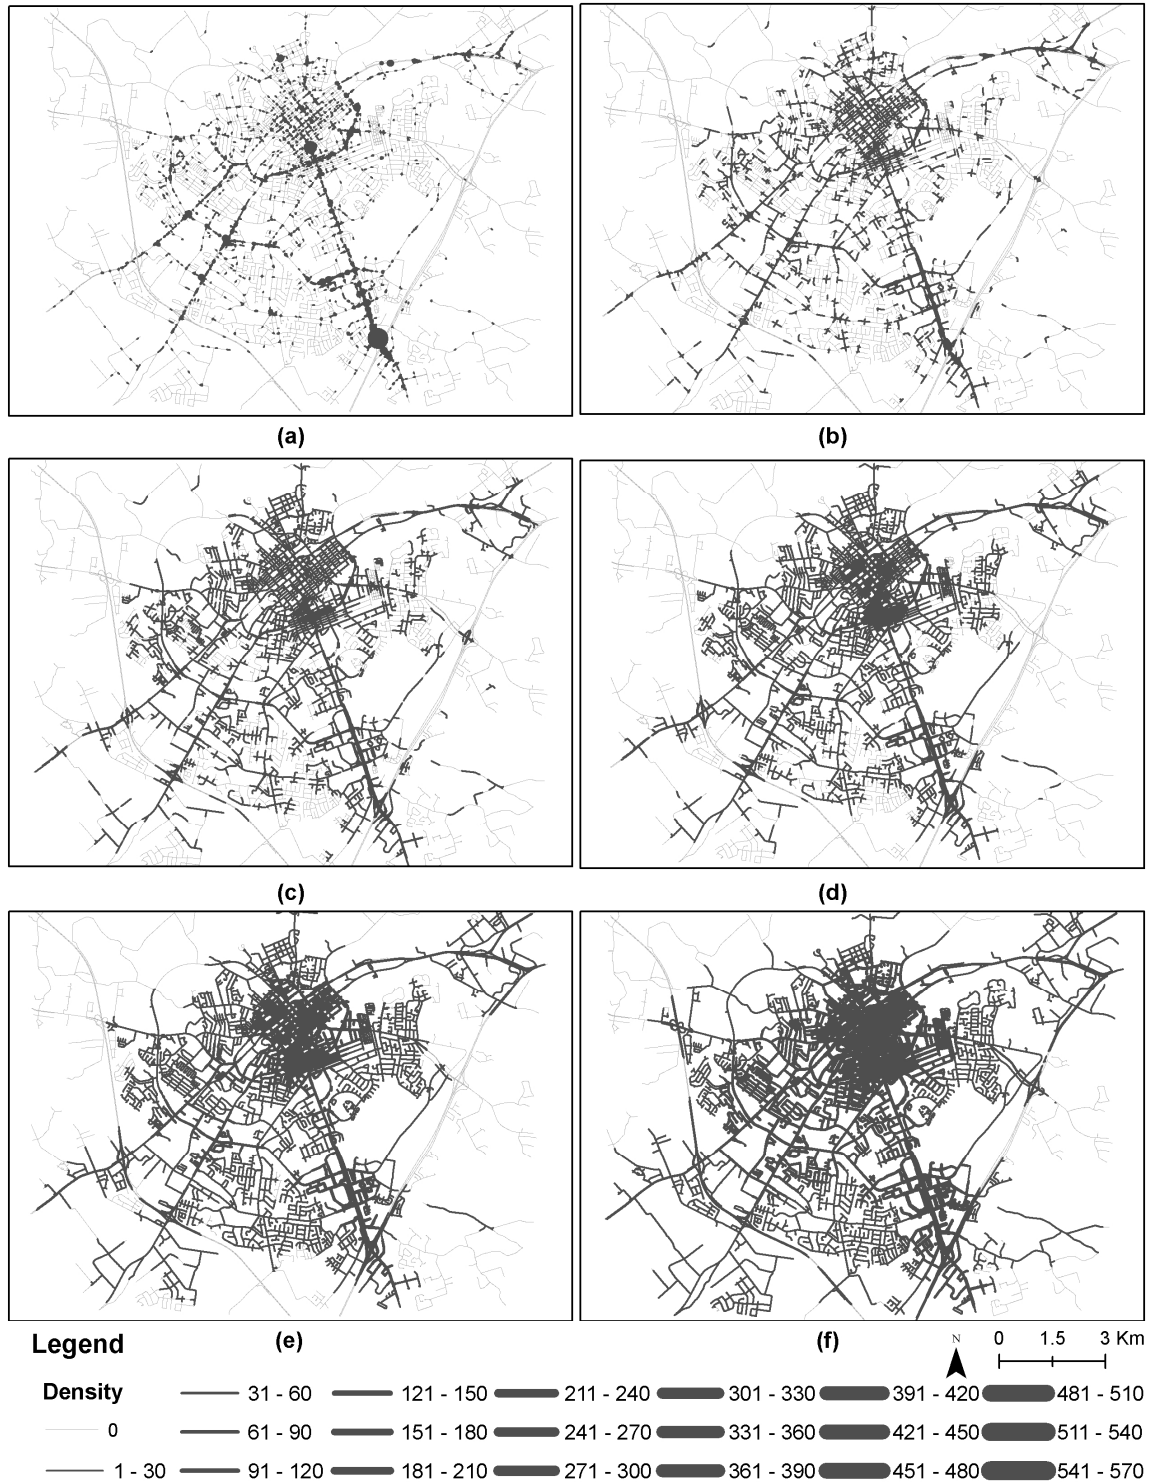 (a) (b)
(c) (d)
(e) (f)
Legend N 0 1.5 3 Km
Density 31 - 60 121 - 150 211 - 240 301 - 330 391 - 420 481 - 510
0 61 - 90 151 - 180 241 - 270 331 - 360 421 - 450 511 - 540
1 - 30 91 - 120 181 - 210 271 - 300 361 - 390 451 - 480 541 - 570